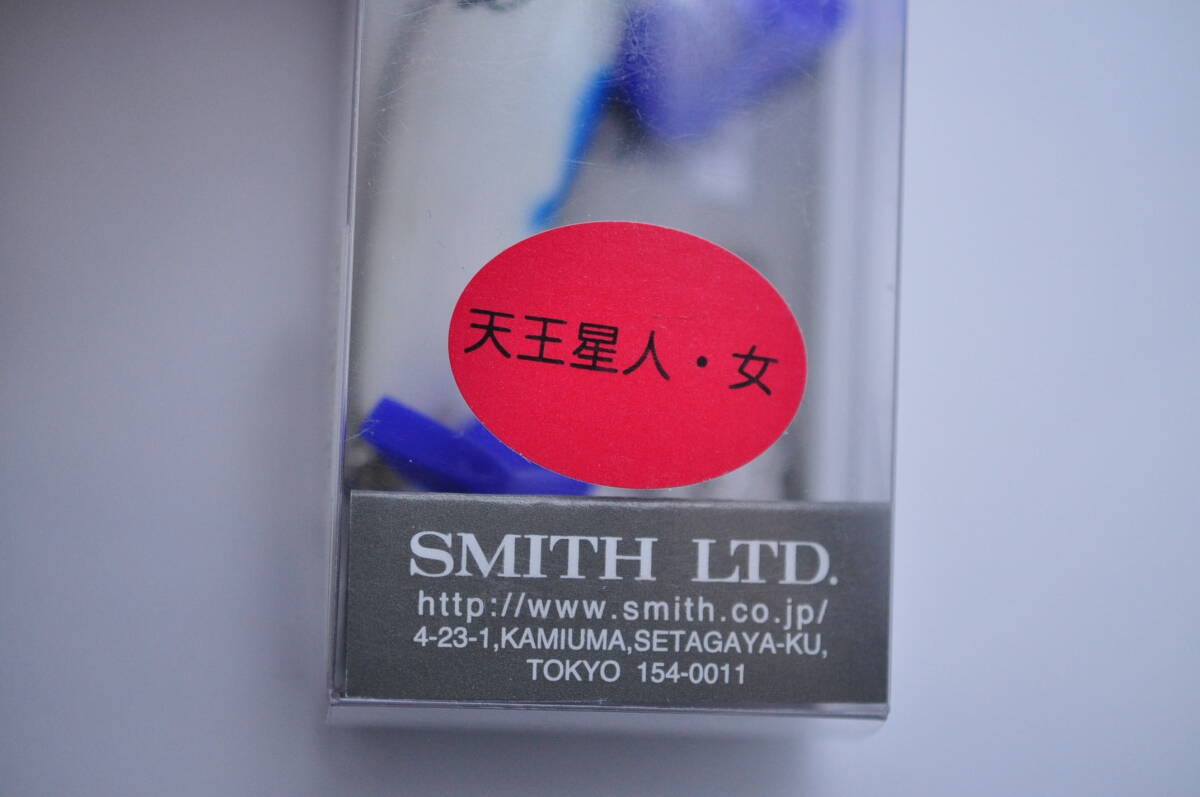 天王星人・女
SMITH LTD.
http://www.smith.co.jp/
4-23-1,KAMIUMA,SETAGAYA-KU,
TOKYO 154-0011